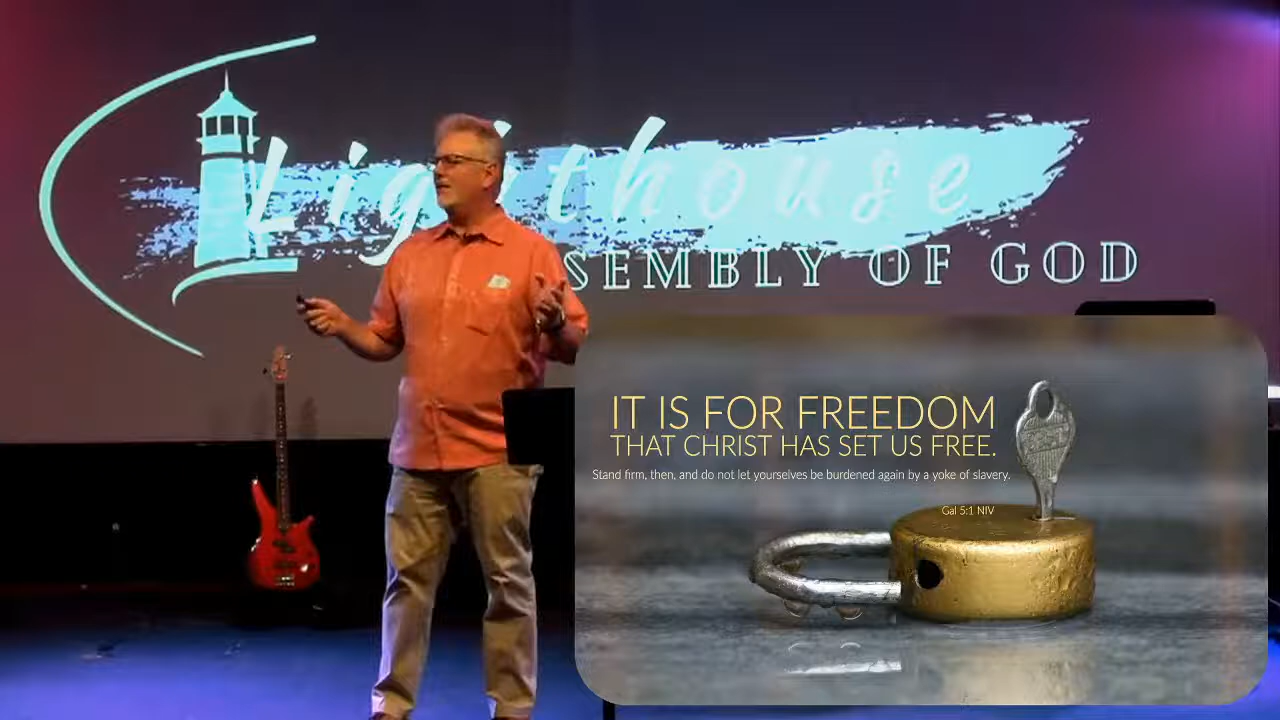 Lighthouse
SEMBLY OF GOD
IT IS FOR FREEDOM
THAT CHRIST HAS SET US FREE.
Stand firm, then, and do not let yourselves be burdened again by a yoke of slavery.
Gal 5:1 NIV